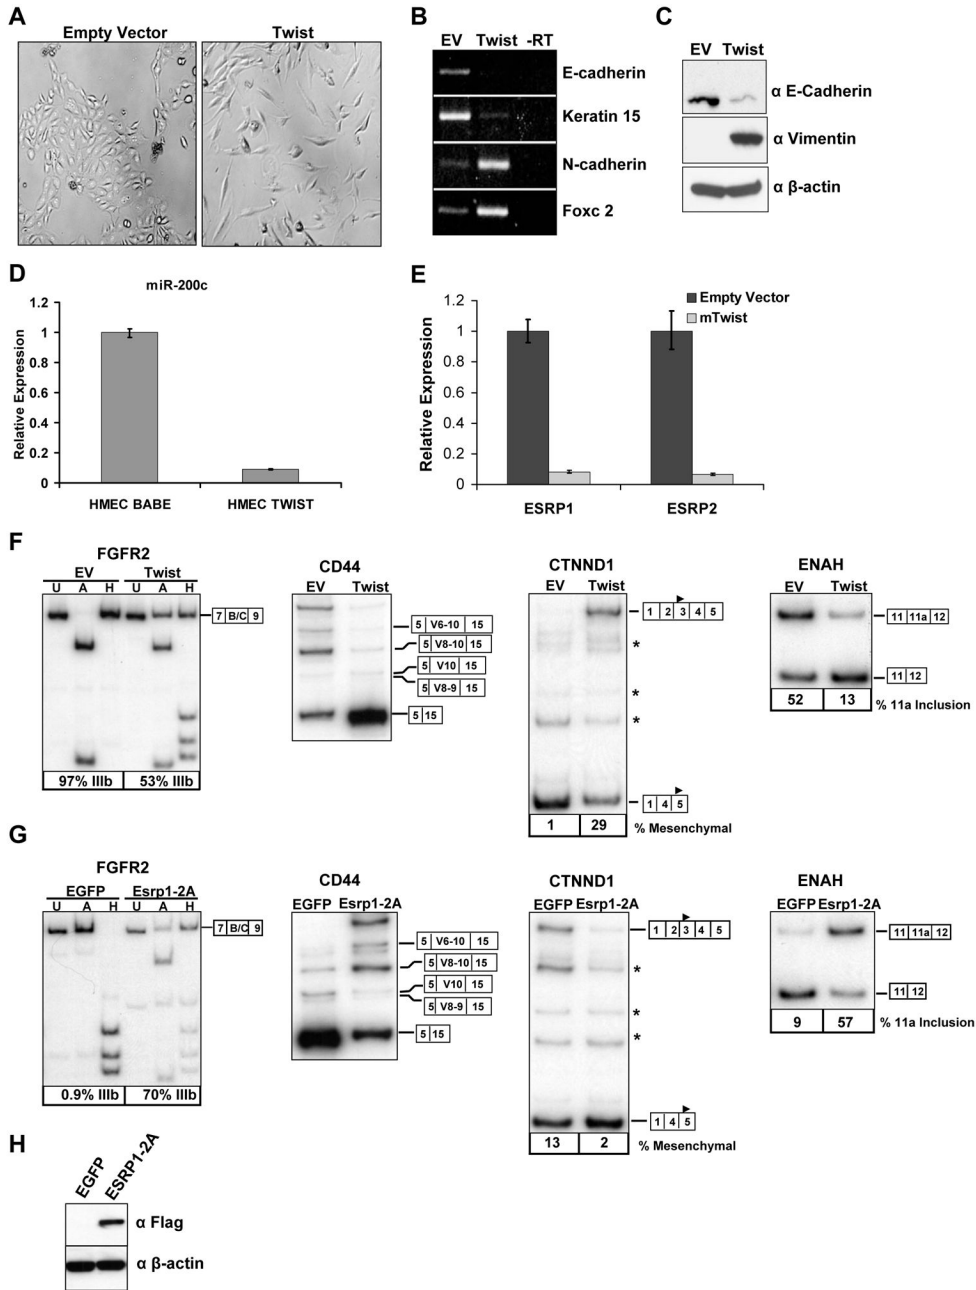 A
Empty Vector Twist
B
EV Twist -RT
E-cadherin
Keratin 15
N-cadherin
Foxc 2
C
EV Twist
α E-Cadherin
α Vimentin
α β-actin
D
miR-200c
Relative Expression
1.2
1
0.8
0.6
0.4
0.2
0
HMEC BABE HMEC TWIST
E
Relative Expression
1.2
1
0.8
0.6
0.4
0.2
0
Empty Vector
mTwist
ESRP1 ESRP2
F
FGFR2
EV Twist
U A H U A H
7 B/C 9
97% IIIb 53% IIIb
CD44
EV Twist
5 V6-10 15
5 V8-10 15
5 V10 15
5 V8-9 15
5 15
CTNND1
EV Twist
1 2 3 4 5
*
*
*
1 4 5
1 29 % Mesenchymal
ENAH
EV Twist
11 11a 12
11 12
52 13 % 11a Inclusion
G
FGFR2
EGFP Esrp1-2A
U A H U A H
7 B/C 9
0.9% IIIb 70% IIIb
CD44
EGFP Esrp1-2A
5 V6-10 15
5 V8-10 15
5 V10 15
5 V8-9 15
5 15
CTNND1
EGFP Esrp1-2A
1 2 3 4 5
*
*
*
1 4 5
13 2 % Mesenchymal
ENAH
EGFP Esrp1-2A
11 11a 12
11 12
9 57 % 11a Inclusion
H
EGFP
ESRP1-2A
α Flag
α β-actin